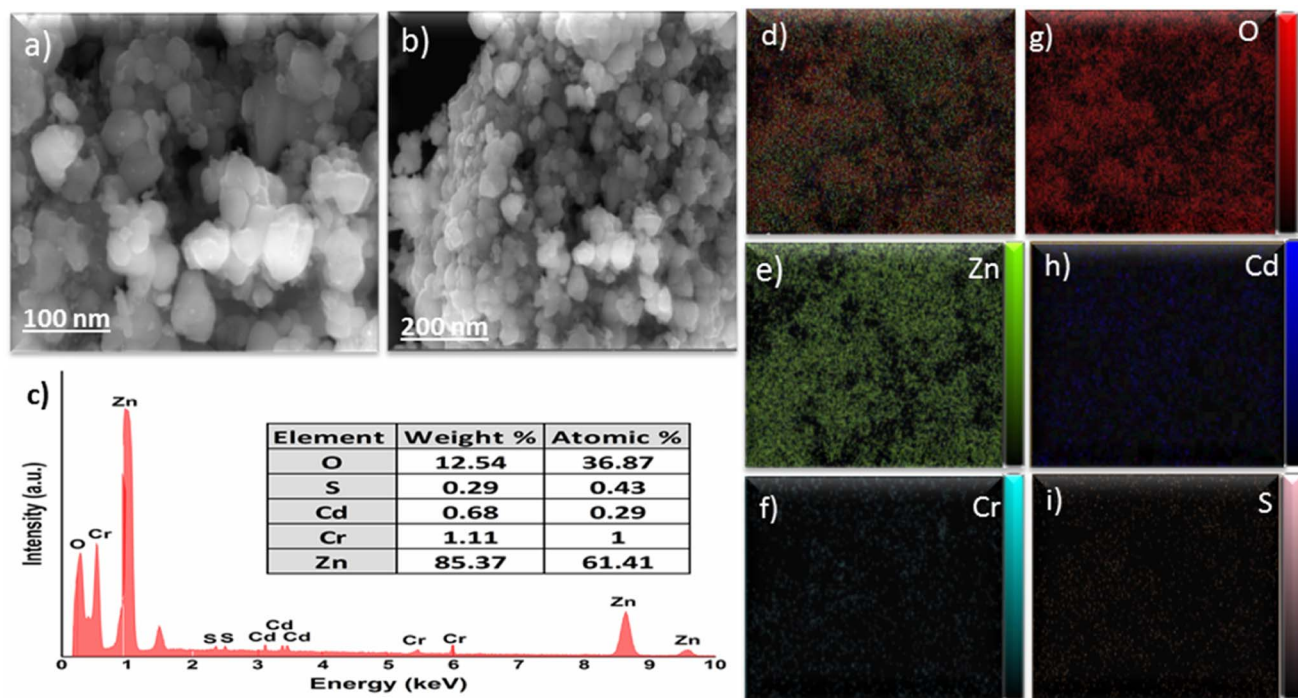 a)
100 nm
b)
200 nm
c)
Intensity (a.u.)
O
Cr
Zn
S
S
Cd
Cd
Cd
Cr
Cr
Zn
Zn
0 1 2 3 4 5 6 7 8 9 10
Energy (keV)
Element Weight % Atomic %
O 12.54 36.87
S 0.29 0.43
Cd 0.68 0.29
Cr 1.11 1
Zn 85.37 61.41
d)
g) O
e) Zn
h) Cd
f) Cr
i) S